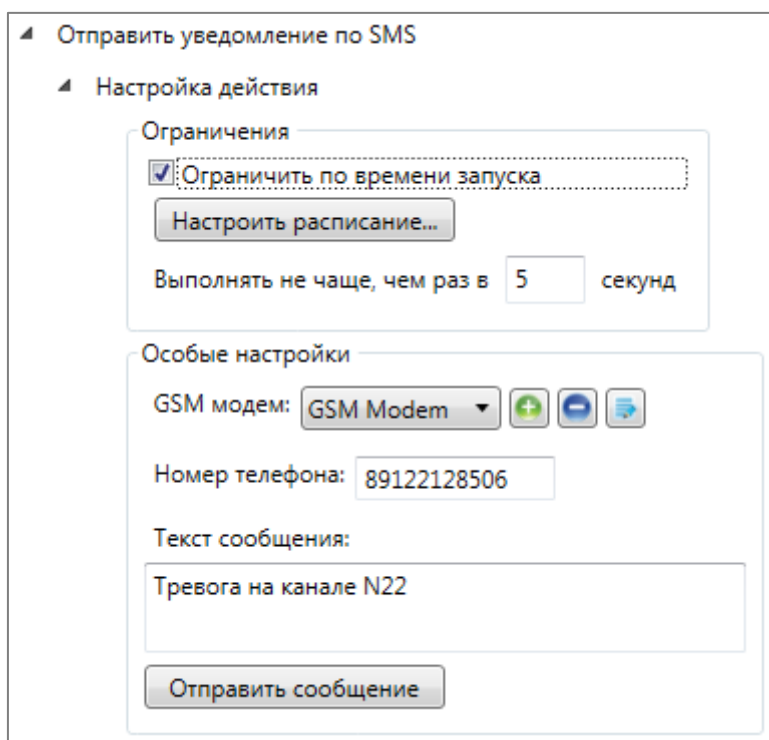 Отправить уведомление по SMS
Настройка действия
Ограничения
Ограничить по времени запуска
Настроить расписание...
Выполнять не чаще, чем раз в 5 секунд
Особые настройки
GSM модем: GSM Modem
Номер телефона: 89122128506
Текст сообщения:
Тревога на канале N22
Отправить сообщение